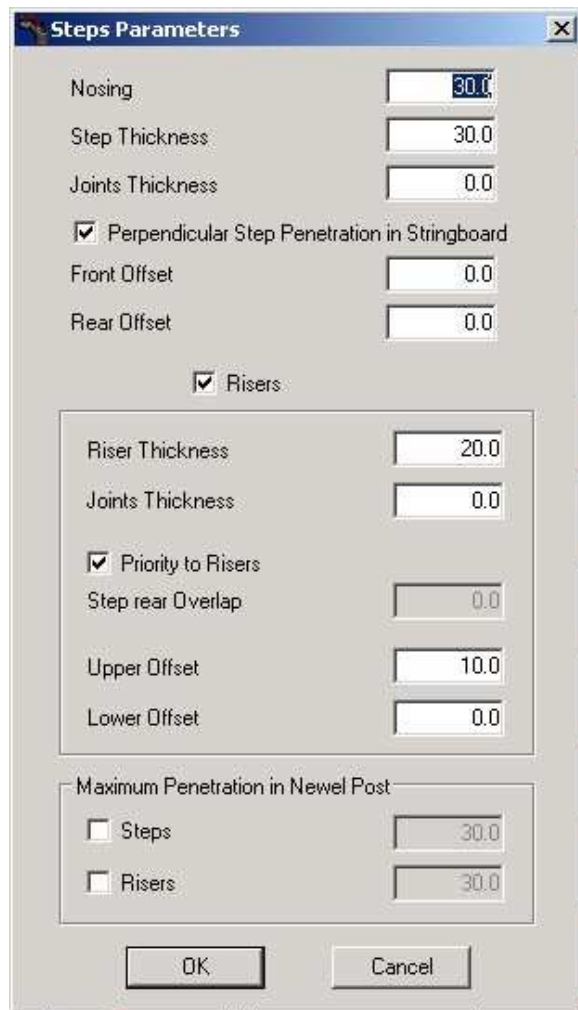 Steps Parameters
Nosing 30.0
Step Thickness 30.0
Joints Thickness 0.0
Perpendicular Step Penetration in Stringboard
Front Offset 0.0
Rear Offset 0.0
Risers
Riser Thickness 20.0
Joints Thickness 0.0
Priority to Risers
Step rear Overlap 0.0
Upper Offset 10.0
Lower Offset 0.0
Maximum Penetration in Newel Post
Steps 30.0
Risers 30.0
OK Cancel